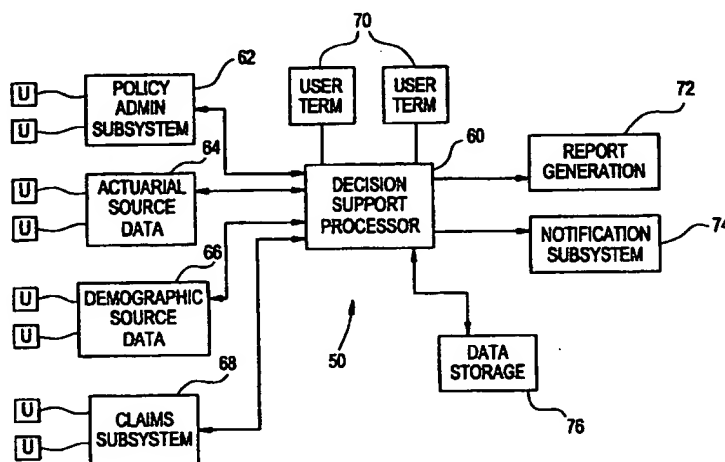 70
USER
TERM
USER
TERM
62
U
U
POLICY
ADMIN
SUBSYSTEM
64
U
U
ACTUARIAL
SOURCE
DATA
66
U
U
DEMOGRAPHIC
SOURCE
DATA
68
U
U
CLAIMS
SUBSYSTEM
60
DECISION
SUPPORT
PROCESSOR
50
72
REPORT
GENERATION
74
NOTIFICATION
SUBSYSTEM
DATA
STORAGE
76